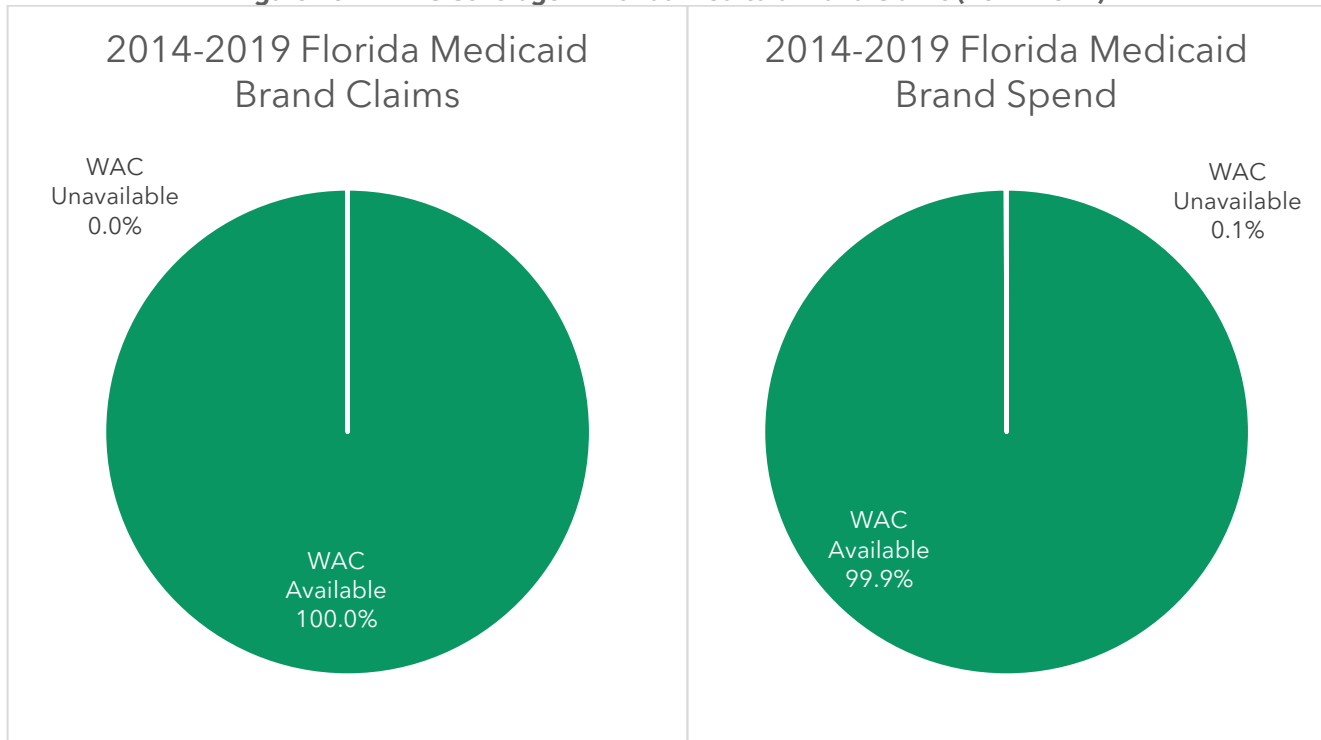 2014-2019 Florida Medicaid
Brand Claims
WAC
Unavailable
0.0%
WAC
Available
100.0%
2014-2019 Florida Medicaid
Brand Spend
WAC
Unavailable
0.1%
WAC
Available
99.9%